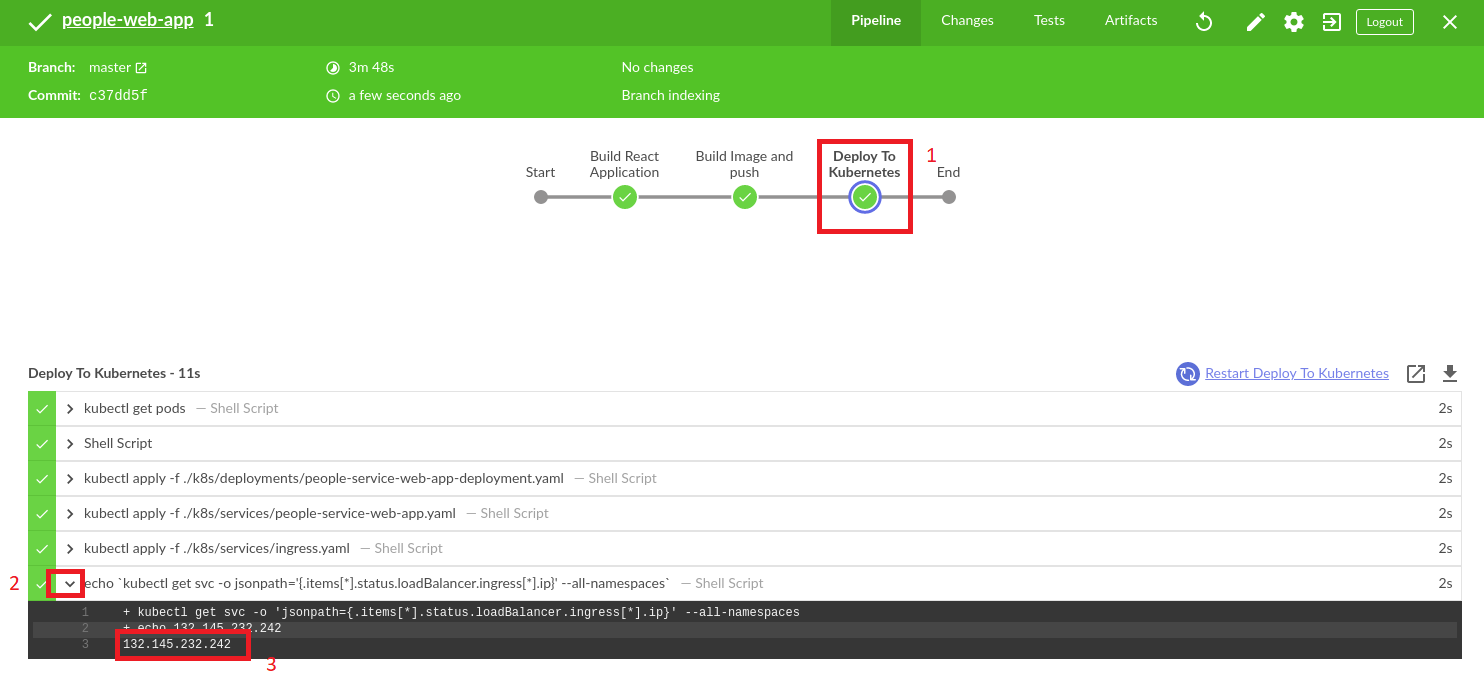 people-web-app 1
Pipeline Changes Tests Artifacts Logout
Branch: master 3m 48s No changes
Commit: c37dd5f a few seconds ago Branch indexing
Start
Build React
Application
Build Image and
push
Deploy To
Kubernetes
1
End
Deploy To Kubernetes - 11s Restart Deploy To Kubernetes
kubectl get pods — Shell Script 2s
Shell Script 2s
kubectl apply -f ./k8s/deployments/people-service-web-app-deployment.yaml — Shell Script 2s
kubectl apply -f ./k8s/services/people-service-web-app.yaml — Shell Script 2s
kubectl apply -f ./k8s/services/ingress.yaml — Shell Script 2s
2 echo `kubectl get svc -o jsonpath='{.items[*].status.loadBalancer.ingress[*].ip}' --all-namespaces` — Shell Script 2s
1 + kubectl get svc -o 'jsonpath={.items[*].status.loadBalancer.ingress[*].ip}' --all-namespaces
2 + echo 132.145.232.242
3 132.145.232.242
3